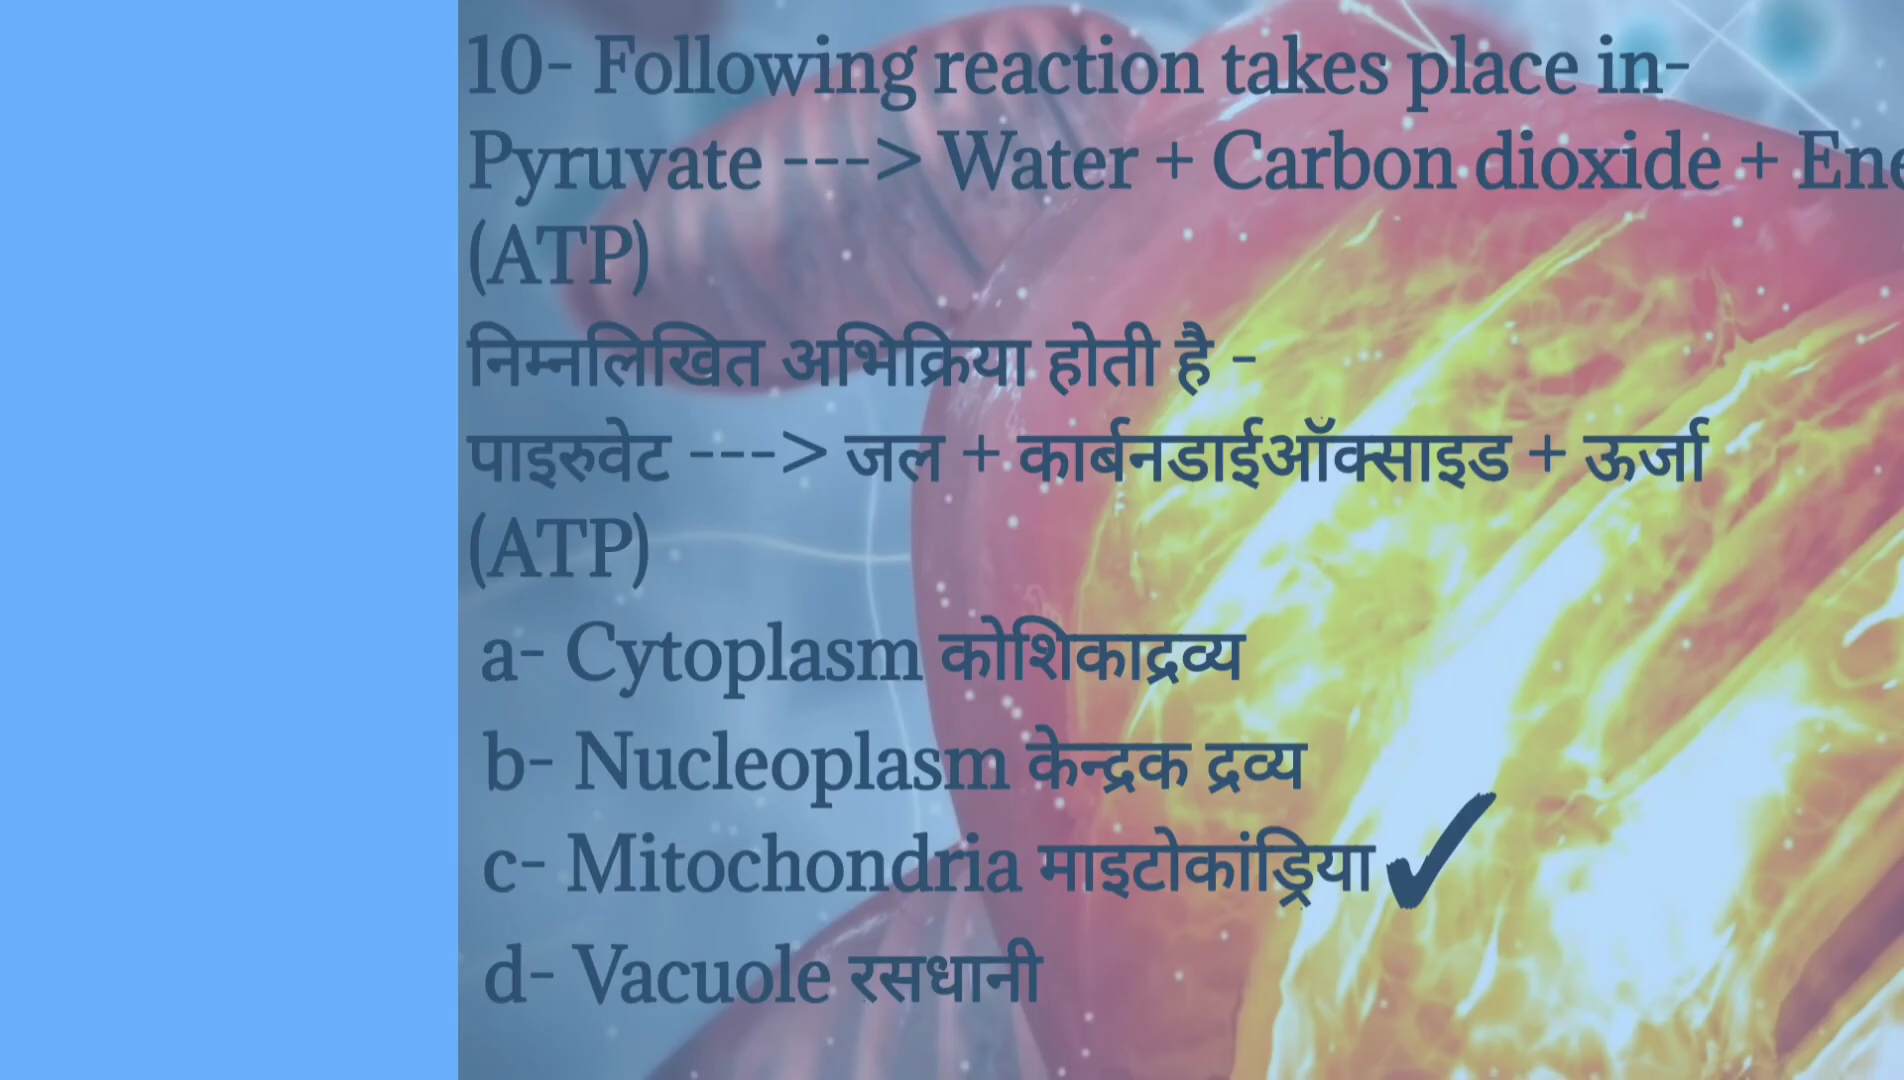 10- Following reaction takes place in-
Pyruvate ---> Water + Carbon dioxide +
(ATP)
निम्नलिखित अभिक्रिया होती है -
पाइरुवेट ---> जल + कार्बनडाईऑक्साइड + ऊर्जा
(ATP)
a- Cytoplasm कोशिकाद्रव्य
b- Nucleoplasm केन्द्रक द्रव्य
c- Mitochondria माइटोकांड्रिया ✓
d- Vacuole रसधानी